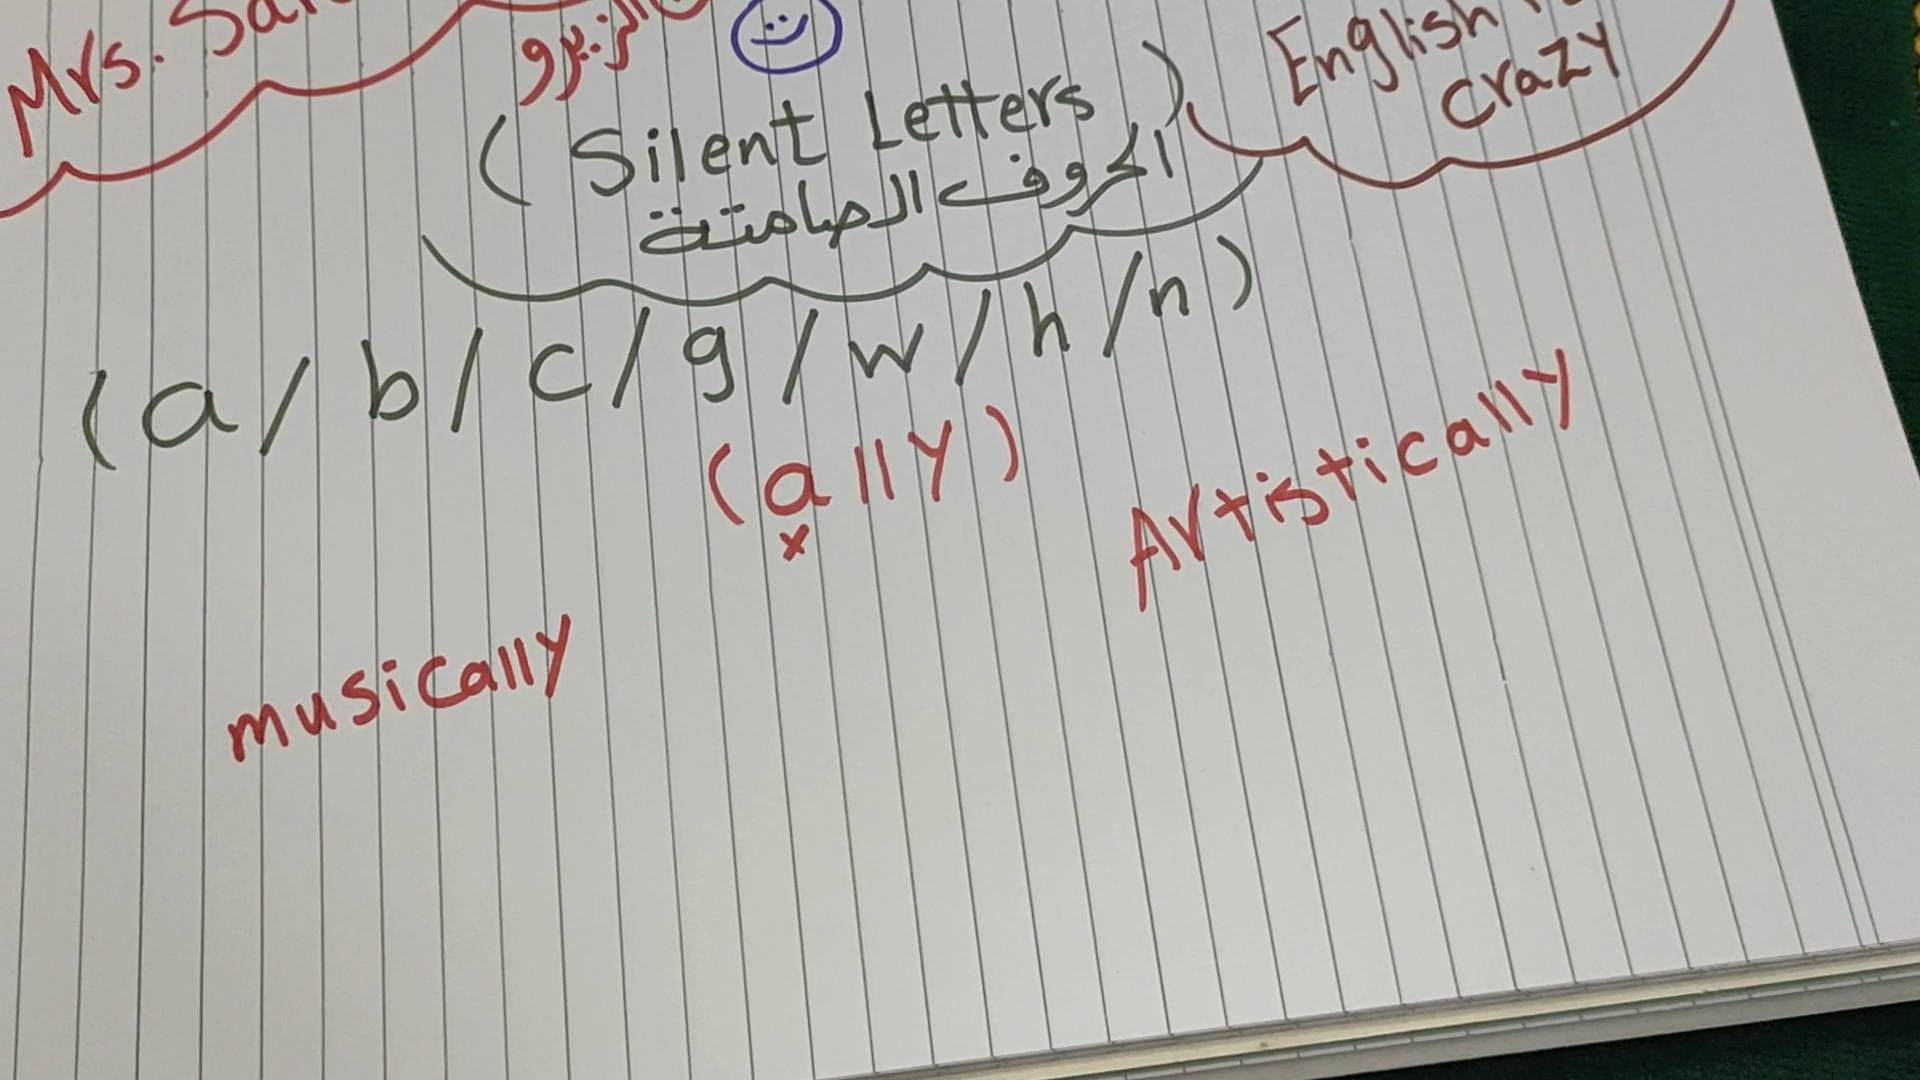 Mrs.
English
crazy
(Silent Letters)
الحروف الصامتة
(a/b/c/g/w/h/n)
(ally)
x
Artistically
musically